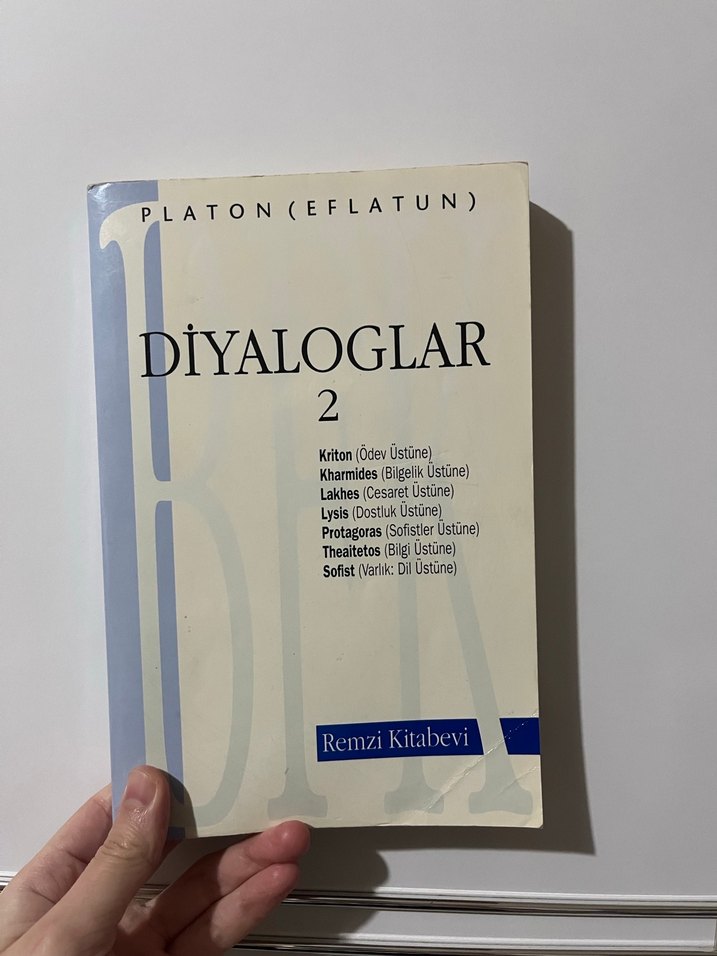 PLATON (EFLATUN)
DİYALOGLAR
2
Kriton (Ödev Üstüne)
Kharmides (Bilgelik Üstüne)
Lakhes (Cesaret Üstüne)
Lysis (Dostluk Üstüne)
Protagoras (Sofistler Üstüne)
Theaitetos (Bilgi Üstüne)
Sofist (Varlık: Dil Üstüne)
Remzi Kitabevi